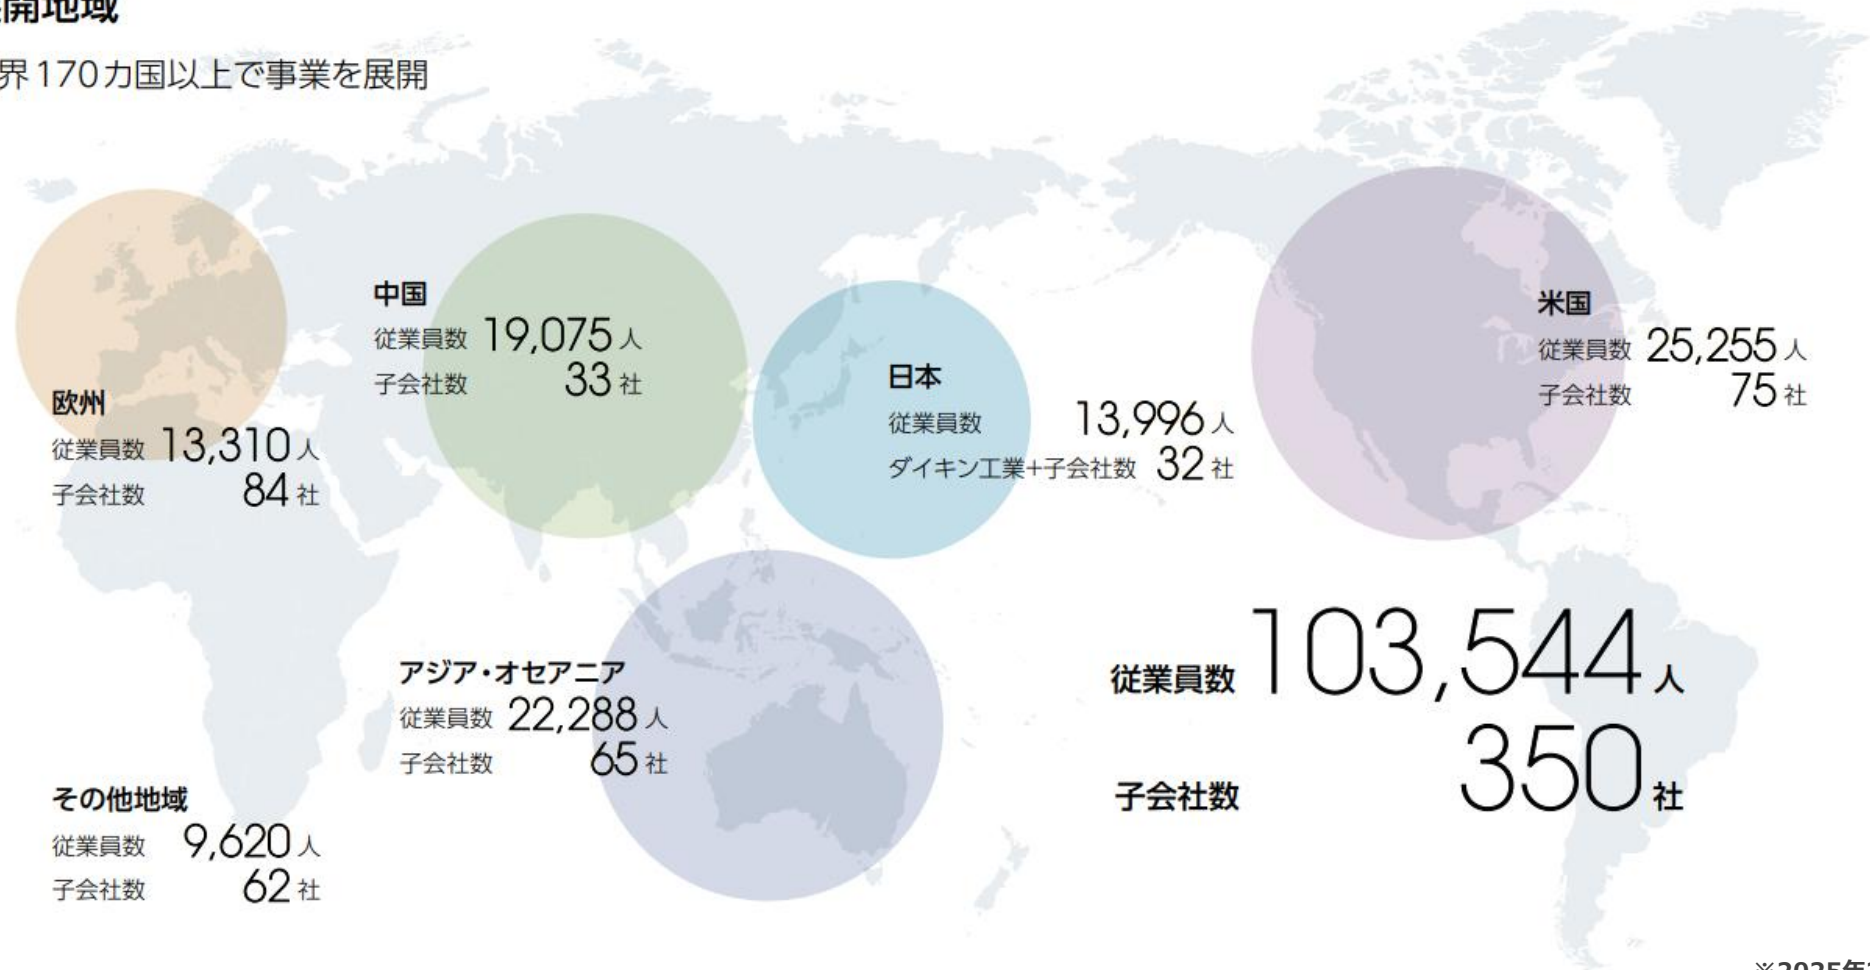 開地域
界170カ国以上で事業を展開
中国
従業員数 19,075人
子会社数 33社
欧州
従業員数 13,310人
子会社数 84社
日本
従業員数 13,996人
ダイキン工業+子会社数 32社
米国
従業員数 25,255人
子会社数 75社
アジア・オセアニア
従業員数 22,288人
子会社数 65社
その他地域
従業員数 9,620人
子会社数 62社
従業員数 103,544人
子会社数 350社
※2025年